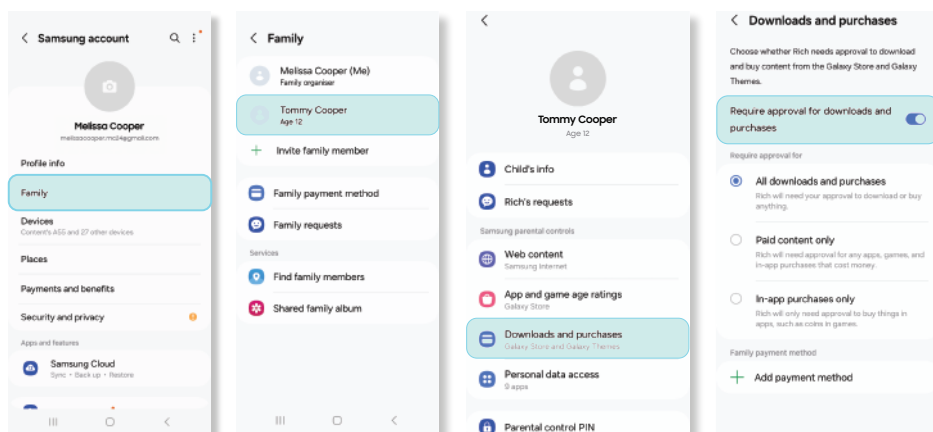 Samsung account
Melissa Cooper
melissacooper.mc14@gmail.com
Profile info
Family
Devices
Content's A55 and 27 other devices
Places
Payments and benefits
Security and privacy
Apps and features
Samsung Cloud
Sync • Back up • Restore
Family
Melissa Cooper (Me)
Family organiser
Tommy Cooper
Age 12
Invite family member
Family payment method
Family requests
Services
Find family members
Shared family album
Tommy Cooper
Age 12
Child's info
Rich's requests
Samsung parental controls
Web content
Samsung Internet
App and game age ratings
Galaxy Store
Downloads and purchases
Galaxy Store and Galaxy Themes
Personal data access
9 apps
Parental control PIN
Downloads and purchases
Choose whether Rich needs approval to download
and buy content from the Galaxy Store and Galaxy
Themes.
Require approval for downloads and
purchases
Require approval for
All downloads and purchases
Rich will need your approval to download or buy
anything.
Paid content only
Rich will need approval for any apps, games, and
in-app purchases that cost money.
In-app purchases only
Rich will only need approval to buy things in
apps, such as coins in games.
Family payment method
Add payment method